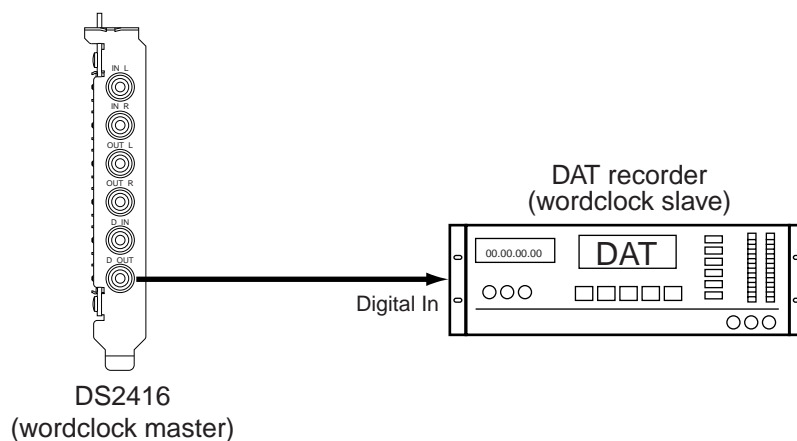 IN L
IN R
OUT L
OUT R
D IN
D OUT
DS2416
(wordclock master)
Digital In
DAT recorder
(wordclock slave)
00.00.00.00
DAT